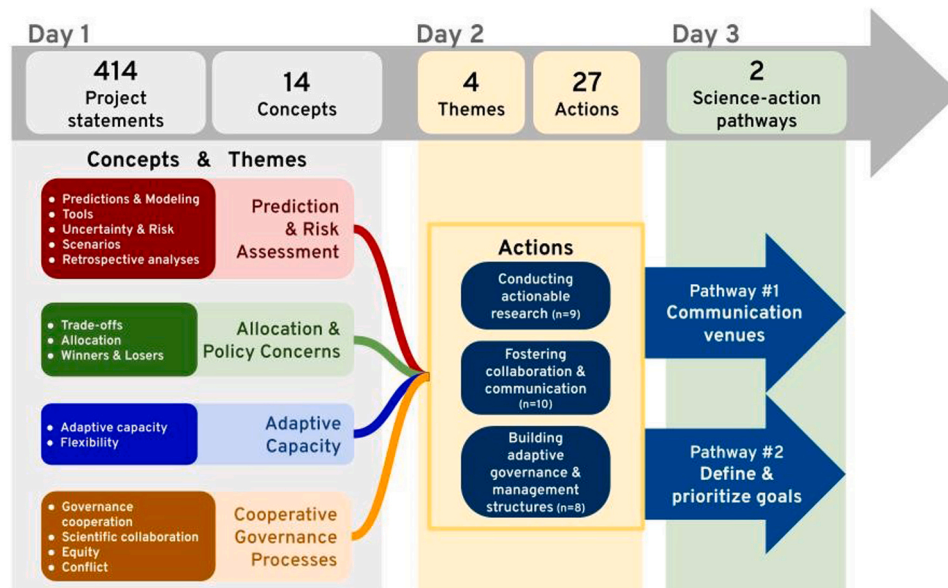 Day 1
Day 2
Day 3
414
Project
statements
14
Concepts
4
Themes
27
Actions
2
Science-action
pathways
Concepts & Themes
• Predictions & Modeling
• Tools
• Uncertainty & Risk
• Scenarios
• Retrospective analyses
Prediction
& Risk
Assessment
• Trade-offs
• Allocation
• Winners & Losers
Allocation &
Policy Concerns
• Adaptive capacity
• Flexibility
Adaptive
Capacity
• Governance
cooperation
• Scientific collaboration
• Equity
• Conflict
Cooperative
Governance
Processes
Actions
Conducting
actionable
research (n=9)
Fostering
collaboration &
communication
(n=10)
Building
adaptive
governance &
management
structures (n=8)
Pathway #1
Communication
venues
Pathway #2
Define &
prioritize goals